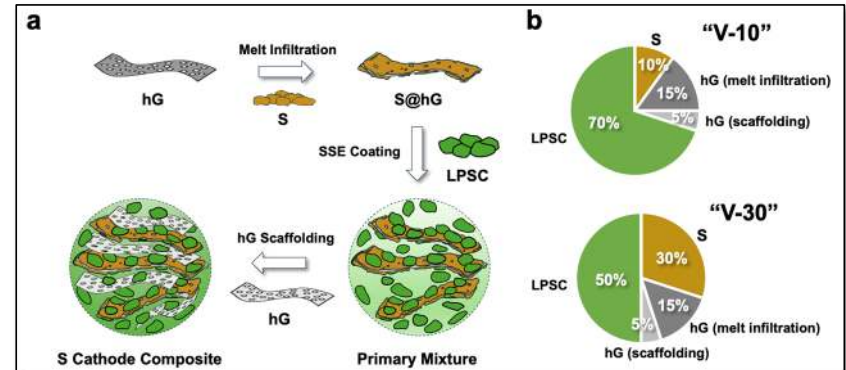 a
Melt Infiltration
hG
S
S@hG
SSE Coating
LPSC
hG Scaffolding
hG
S Cathode Composite
Primary Mixture
b
"V-10"
S
10%
hG (melt infiltration)
15%
5%
hG (scaffolding)
70%
LPSC
"V-30"
S
30%
50%
LPSC
15%
hG (melt infiltration)
5%
hG (scaffolding)